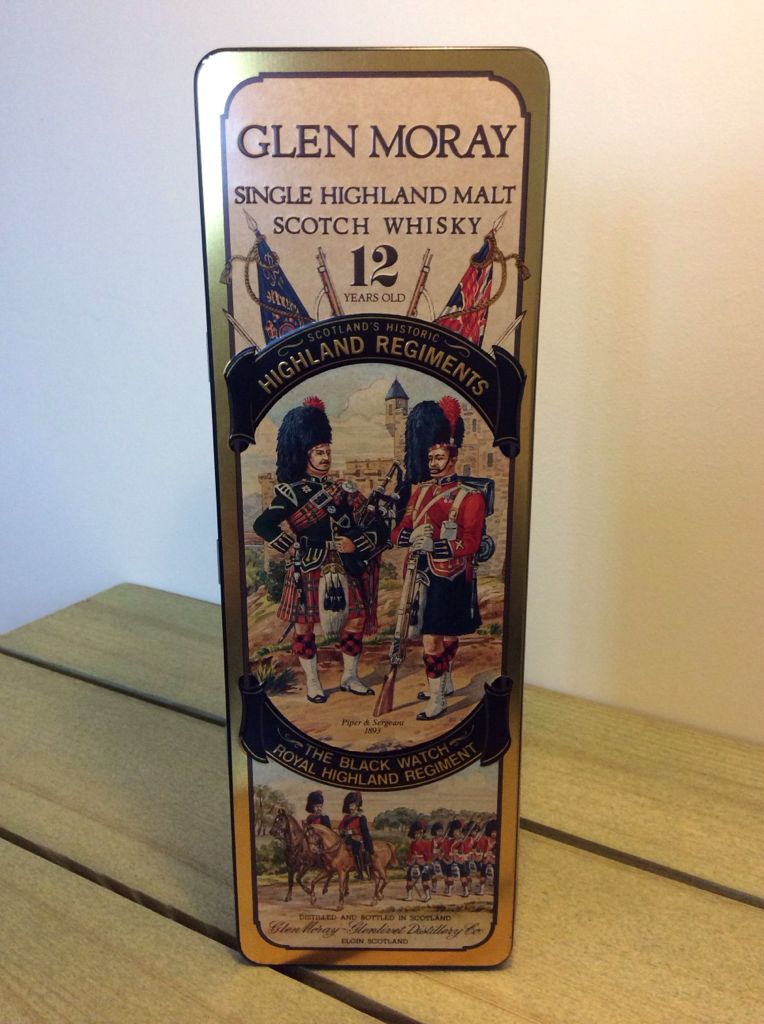 GLEN MORAY
SINGLE HIGHLAND MALT
SCOTCH WHISKY
12
YEARS OLD
SCOTLAND'S HISTORIC
HIGHLAND REGIMENTS
Piper & Sergeant
1893
THE BLACK WATCH
ROYAL HIGHLAND REGIMENT
DISTILLED AND BOTTLED IN SCOTLAND
Glen Moray-Glenlivet Distillery Co
ELGIN SCOTLAND